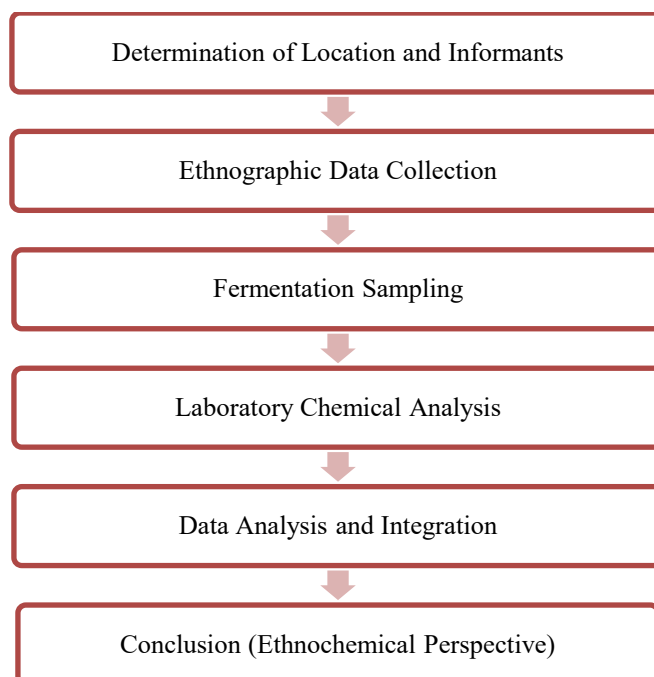 Determination of Location and Informants
Ethnographic Data Collection
Fermentation Sampling
Laboratory Chemical Analysis
Data Analysis and Integration
Conclusion (Ethnochemical Perspective)